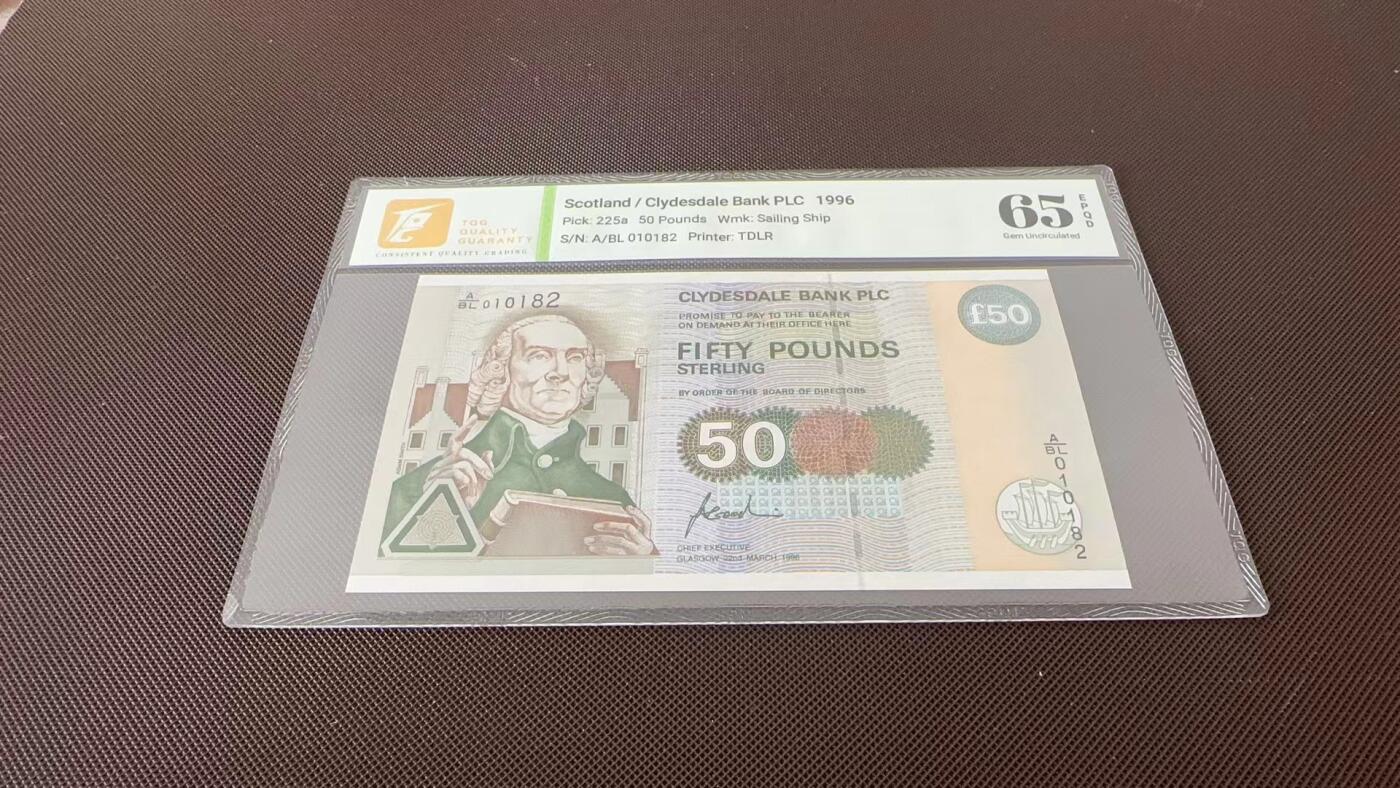 TQG
QUALITY
GUARANTY
CONSISTENT QUALITY GRADING
Scotland / Clydesdale Bank PLC 1996
Pick: 225a 50 Pounds Wmk: Sailing Ship
S/N: A/BL 010182 Printer: TDLR
65
EPQD
Gem Uncirculated
A/BL 010182
CLYDESDALE BANK PLC
PROMISE TO PAY TO THE BEARER
ON DEMAND AT THEIR OFFICE HERE
FIFTY POUNDS
STERLING
BY ORDER OF THE BOARD OF DIRECTORS
50
CHIEF EXECUTIVE
GLASGOW 22nd MARCH, 1996
£50
A/BL 010182